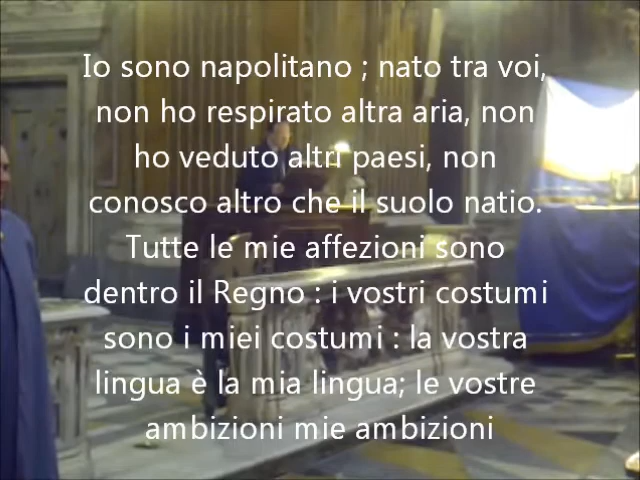 Io sono napolitano ; nato tra voi,
non ho respirato altra aria, non
ho veduto altri paesi, non
conosco altro che il suolo natio.
Tutte le mie affezioni sono
dentro il Regno : i vostri costumi
sono i miei costumi : la vostra
lingua è la mia lingua; le vostre
ambizioni mie ambizioni